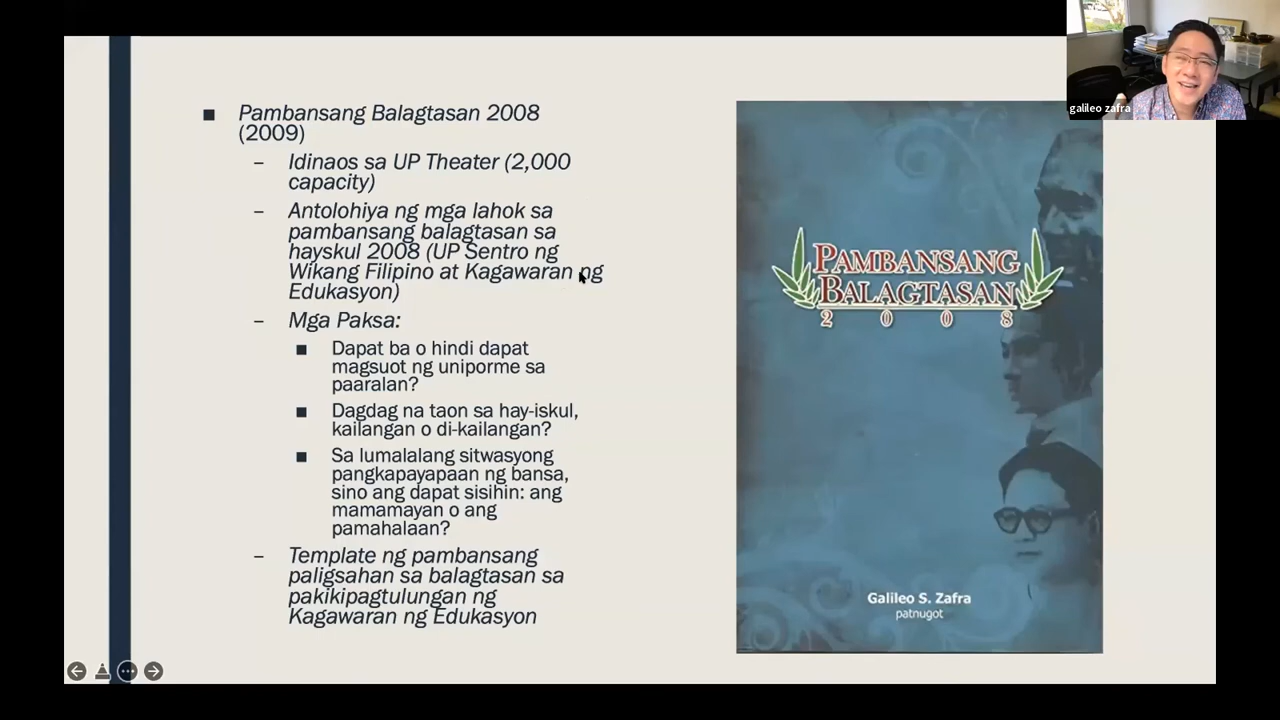 Pambansang Balagtasan 2008
(2009)
– Idinaos sa UP Theater (2,000
capacity)
– Antolohiya ng mga lahok sa
pambansang balagtasan sa
hayskul 2008 (UP Sentro ng
Wikang Filipino at Kagawaran ng
Edukasyon)
– Mga Paksa:
Dapat ba o hindi dapat
magsuot ng uniporme sa
paaralan?
Dagdag na taon sa hay-iskul,
kailangan o di-kailangan?
Sa lumalalang sitwasyong
pangkapayapaan ng bansa,
sino ang dapat sisihin: ang
mamamayan o ang
pamahalaan?
– Template ng pambansang
paligsahan sa balagtasan sa
pakikipagtulungan ng
Kagawaran ng Edukasyon
PAMBANSANG
BALAGTASAN
2008
Galileo S. Zafra
patnugot
galileo zafra